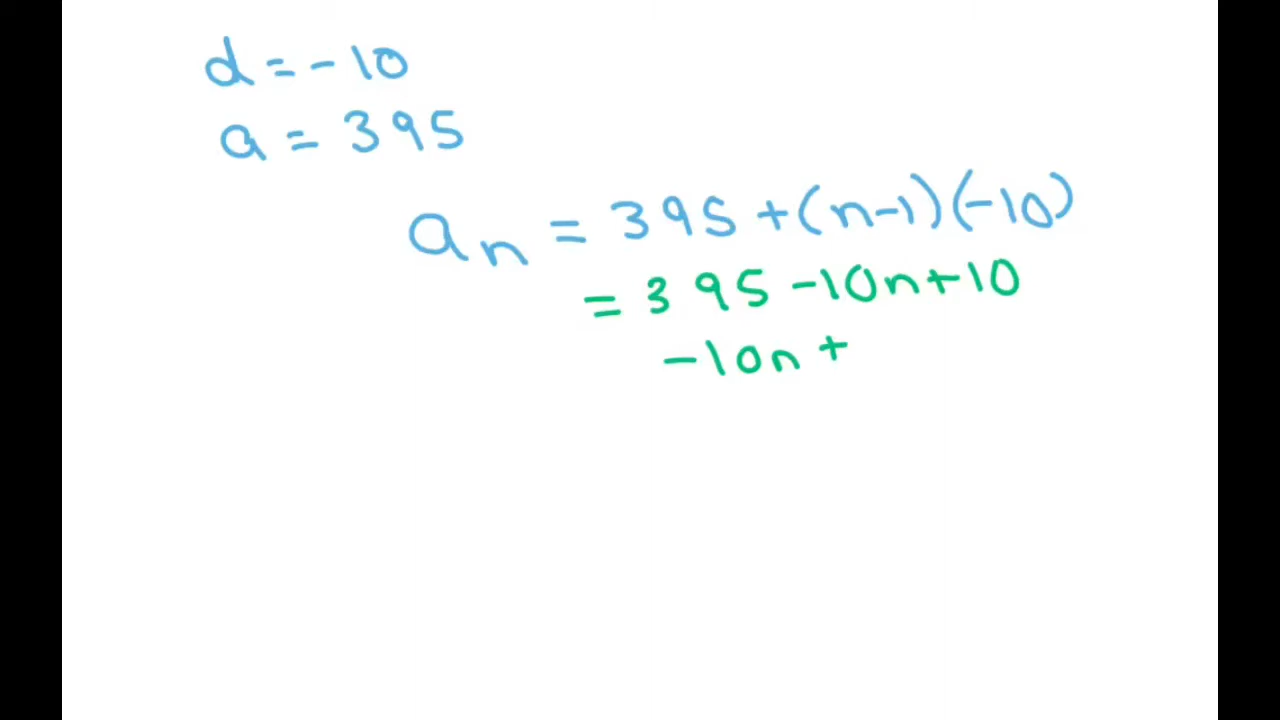 d = -10
a = 395
aₙ = 395 + (n-1)(-10)
= 395 -10n+10
-10n +